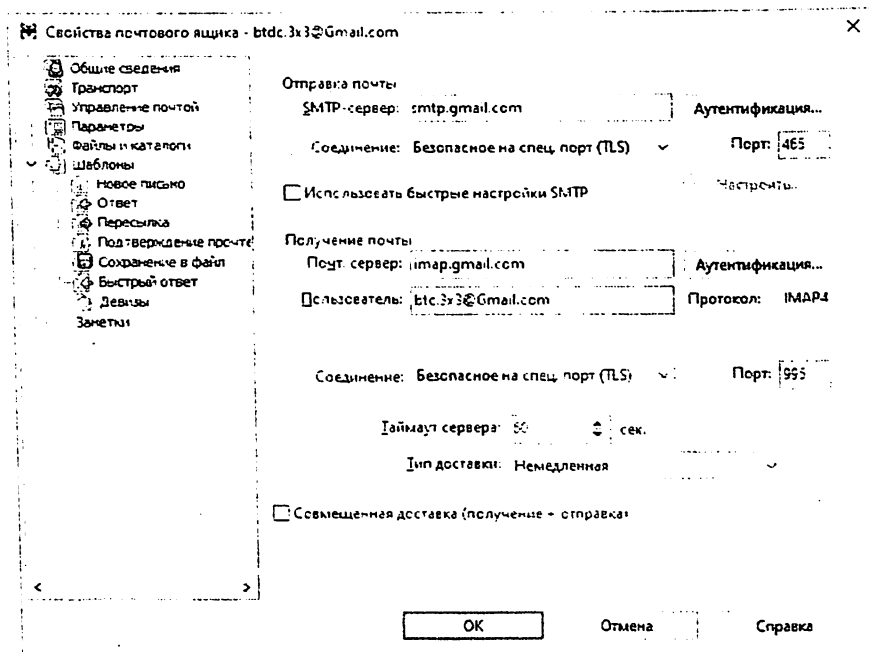 Свойства почтового ящика - btdc.3x3@Gmail.com
Общие сведения
Транспорт
Управление почтой
Параметры
Файлы и каталоги
Шаблоны
Новое письмо
Ответ
Пересылка
Подтверждение прочте
Сохранение в файл
Быстрый ответ
Девизы
Заметки
Отправка почты
SMTP-сервер: smtp.gmail.com
Аутентификация...
Соединение: Безопасное на спец. порт (TLS)
Порт: 465
Использовать быстрые настройки SMTP
Настроить...
Получение почты
Почт. сервер: imap.gmail.com
Аутентификация...
Пользователь: btc.3x3@Gmail.com
Протокол: IMAP4
Соединение: Безопасное на спец. порт (TLS)
Порт: 995
Таймаут сервера: 60 сек.
Тип доставки: Немедленная
Совмещенная доставка (получение + отправка)
OK
Отмена
Справка